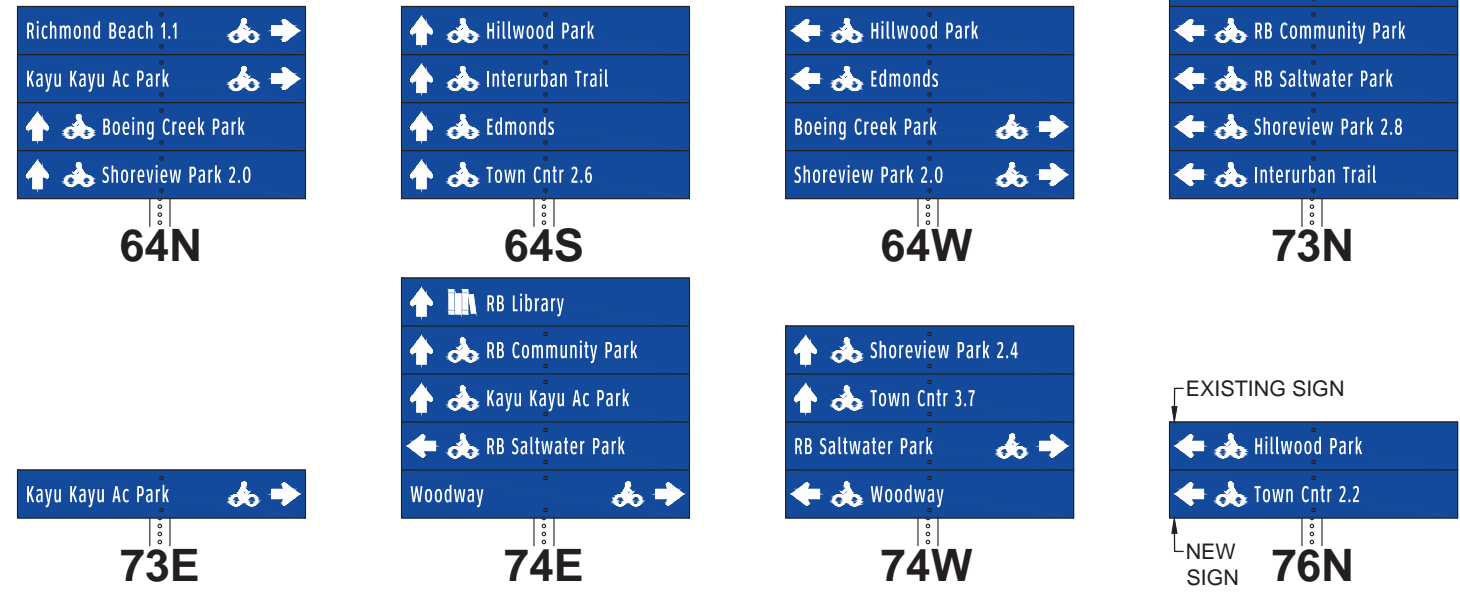 Richmond Beach 1.1
Kayu Kayu Ac Park
Boeing Creek Park
Shoreview Park 2.0
64N
Hillwood Park
Interurban Trail
Edmonds
Town Cntr 2.6
64S
Hillwood Park
Edmonds
Boeing Creek Park
Shoreview Park 2.0
64W
RB Community Park
RB Saltwater Park
Shoreview Park 2.8
Interurban Trail
73N
Kayu Kayu Ac Park
73E
RB Library
RB Community Park
Kayu Kayu Ac Park
RB Saltwater Park
Woodway
74E
Shoreview Park 2.4
Town Cntr 3.7
RB Saltwater Park
Woodway
74W
EXISTING SIGN
Hillwood Park
Town Cntr 2.2
NEW
SIGN
76N